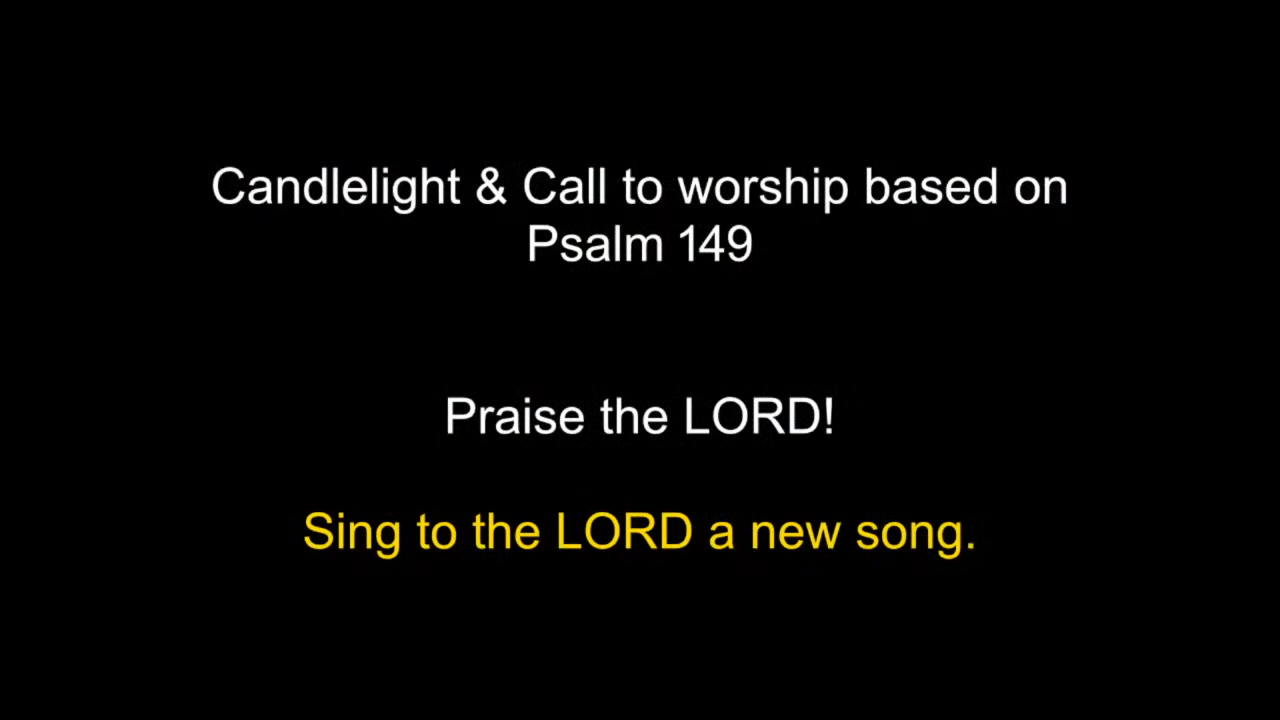 Candlelight & Call to worship based on
Psalm 149
Praise the LORD!
Sing to the LORD a new song.